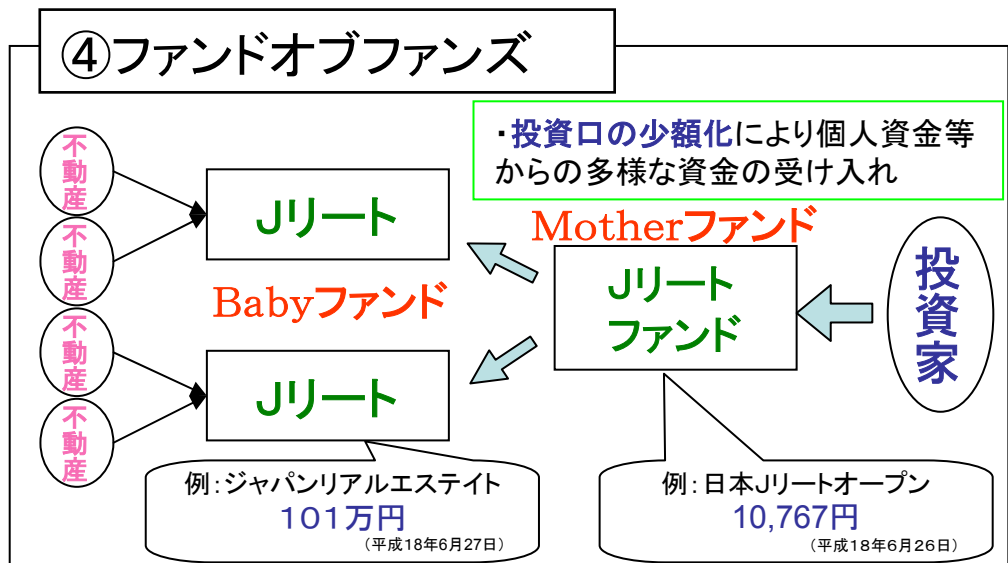 ④ファンドオブファンズ
・投資口の少額化により個人資金等
からの多様な資金の受け入れ
不動産
不動産
不動産
不動産
Jリート
Babyファンド
Jリート
Motherファンド
Jリート
ファンド
投資家
例:ジャパンリアルエステイト
101万円
(平成18年6月27日)
例:日本Jリートオープン
10,767円
(平成18年6月26日)